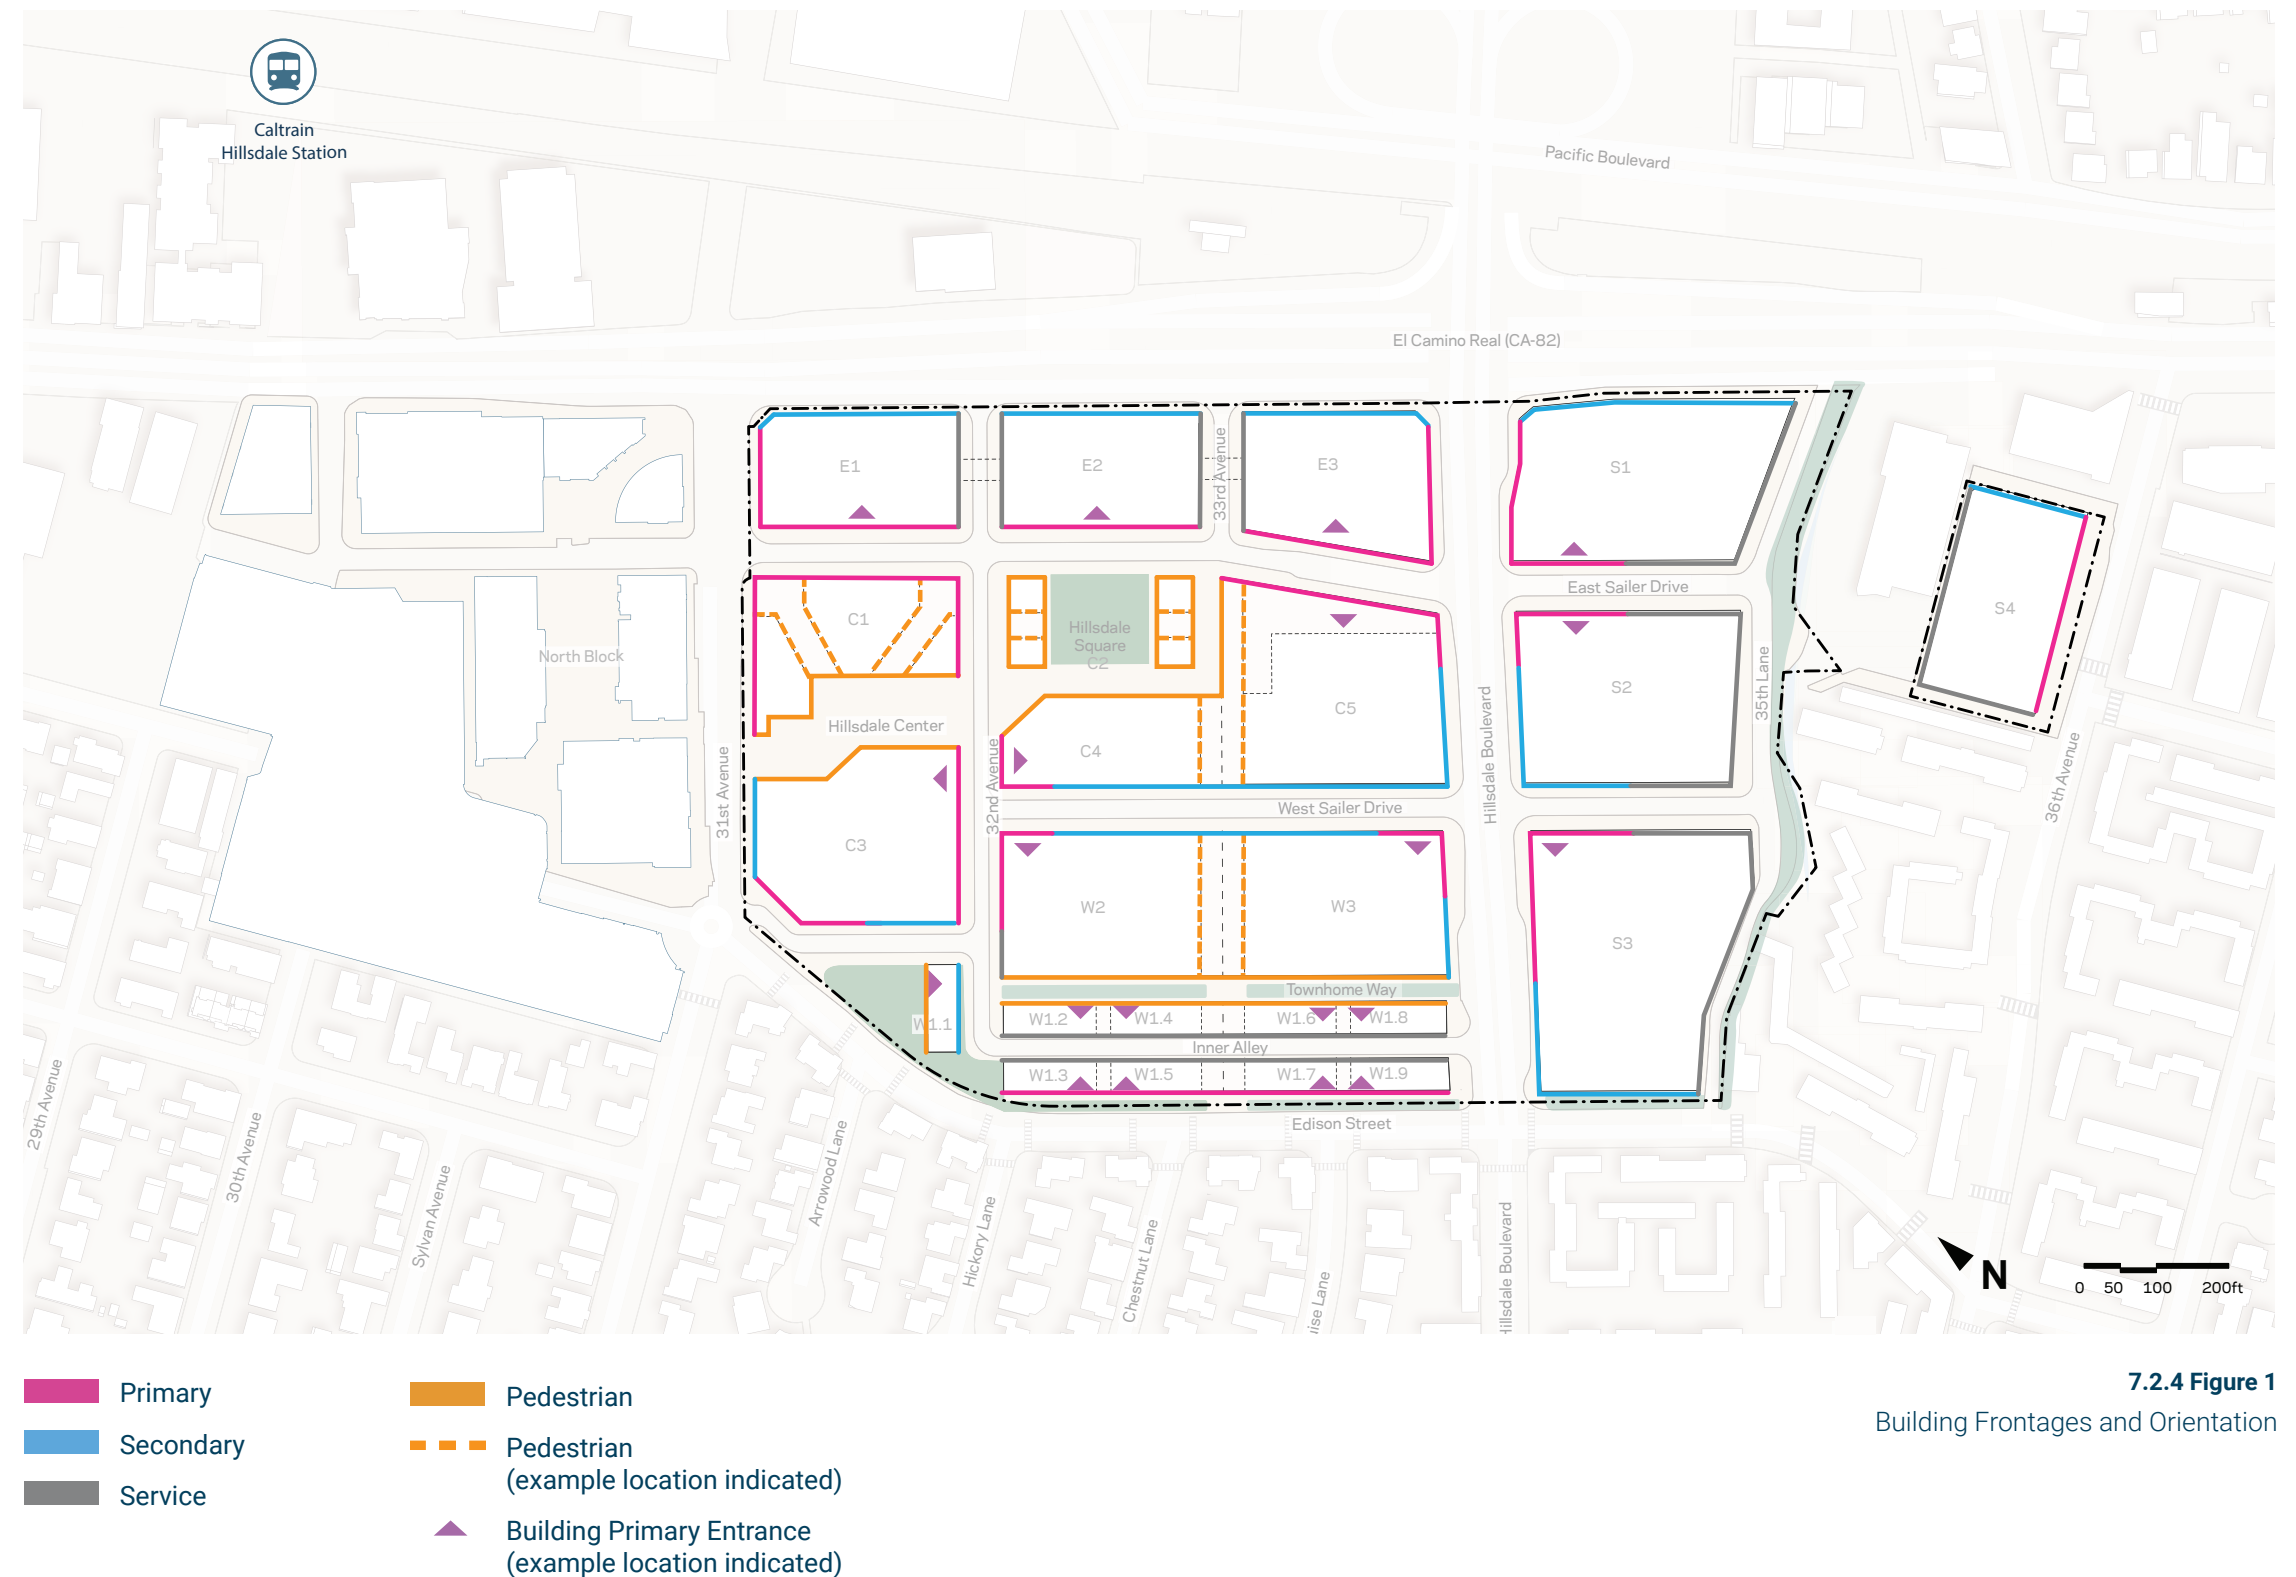 Caltrain
Hillsdale Station
Pacific Boulevard
El Camino Real (CA-82)
E1
E2
33rd Avenue
E3
S1
East Sailer Drive
S4
C1
North Block
Hillsdale
Square
C2
Hillsdale Center
C5
C4
S2
35th Lane
31st Avenue
32nd Avenue
Hillsdale Boulevard
36th Avenue
West Sailer Drive
C3
W2
W3
S3
Townhome Way
W1.1
W1.2
W1.4
W1.6
W1.8
Inner Alley
W1.3
W1.5
W1.7
W1.9
Edison Street
29th Avenue
30th Avenue
Sylvan Avenue
Arrowood Lane
Hickory Lane
Chestnut Lane
Lane
Hillsdale Boulevard
N
0 50 100 200ft
Primary
Secondary
Service
Pedestrian
Pedestrian
(example location indicated)
Building Primary Entrance
(example location indicated)
7.2.4 Figure 1
Building Frontages and Orientation